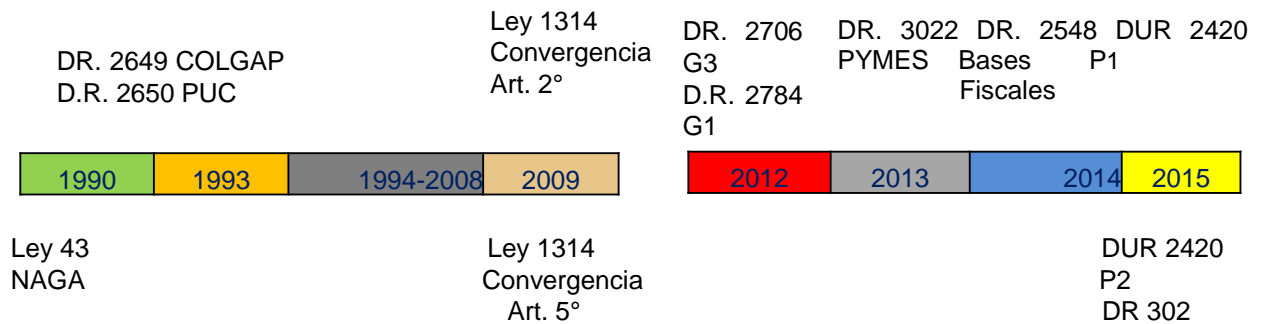 DR. 2649 COLGAP
D.R. 2650 PUC
Ley 1314
Convergencia
Art. 2°
DR. 2706
G3
D.R. 2784
G1
DR. 3022 DR. 2548 DUR 2420
PYMES Bases P1
Fiscales
1990 1993 1994-2008 2009 2012 2013 2014 2015
Ley 43
NAGA
Ley 1314
Convergencia
Art. 5°
DUR 2420
P2
DR 302